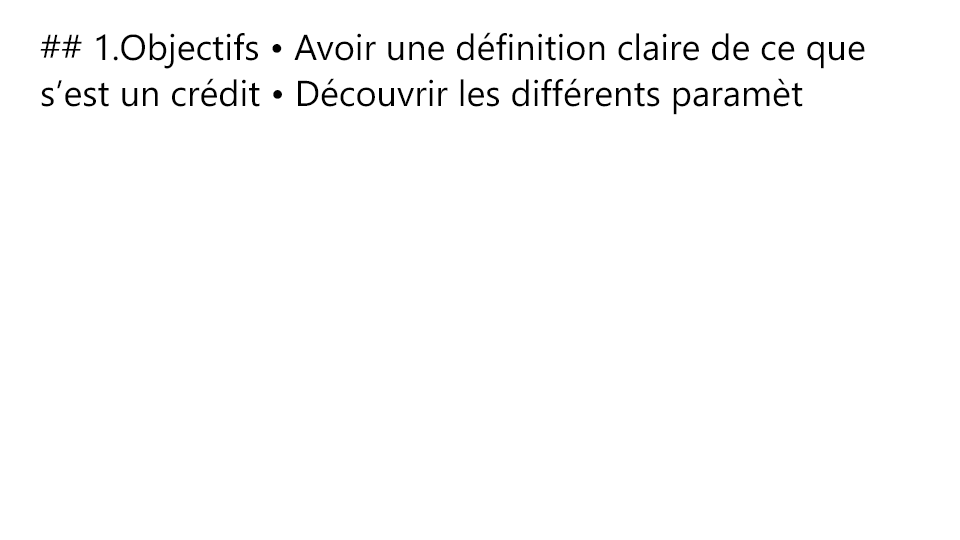 ## 1.Objectifs • Avoir une définition claire de ce que
s’est un crédit • Découvrir les différents paramèt